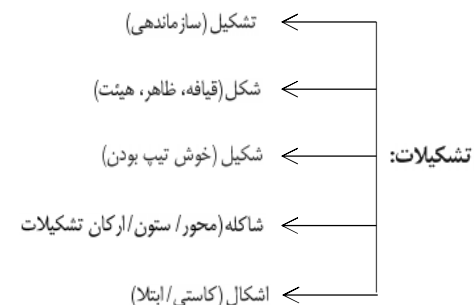 تشکیل (سازماندهی)
شکل (قیافه، ظاهر، هیئت)
تشکیلات:
شکیل (خوش تیپ بودن)
شاکله (محور/ ستون/ ارکان تشکیلات
اشکال (کاستی/ ابتلا)